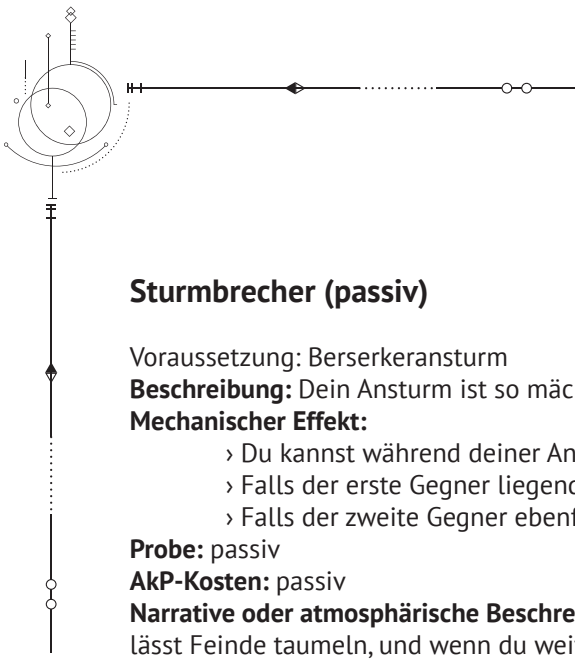 Sturmbrecher (passiv)
Voraussetzung: Berserkeransturm
Beschreibung: Dein Ansturm ist so mäc
Mechanischer Effekt:
› Du kannst während deiner An
› Falls der erste Gegner liegend
› Falls der zweite Gegner ebenf
Probe: passiv
AkP-Kosten: passiv
Narrative oder atmosphärische Beschre
lässt Feinde taumeln, und wenn du wei